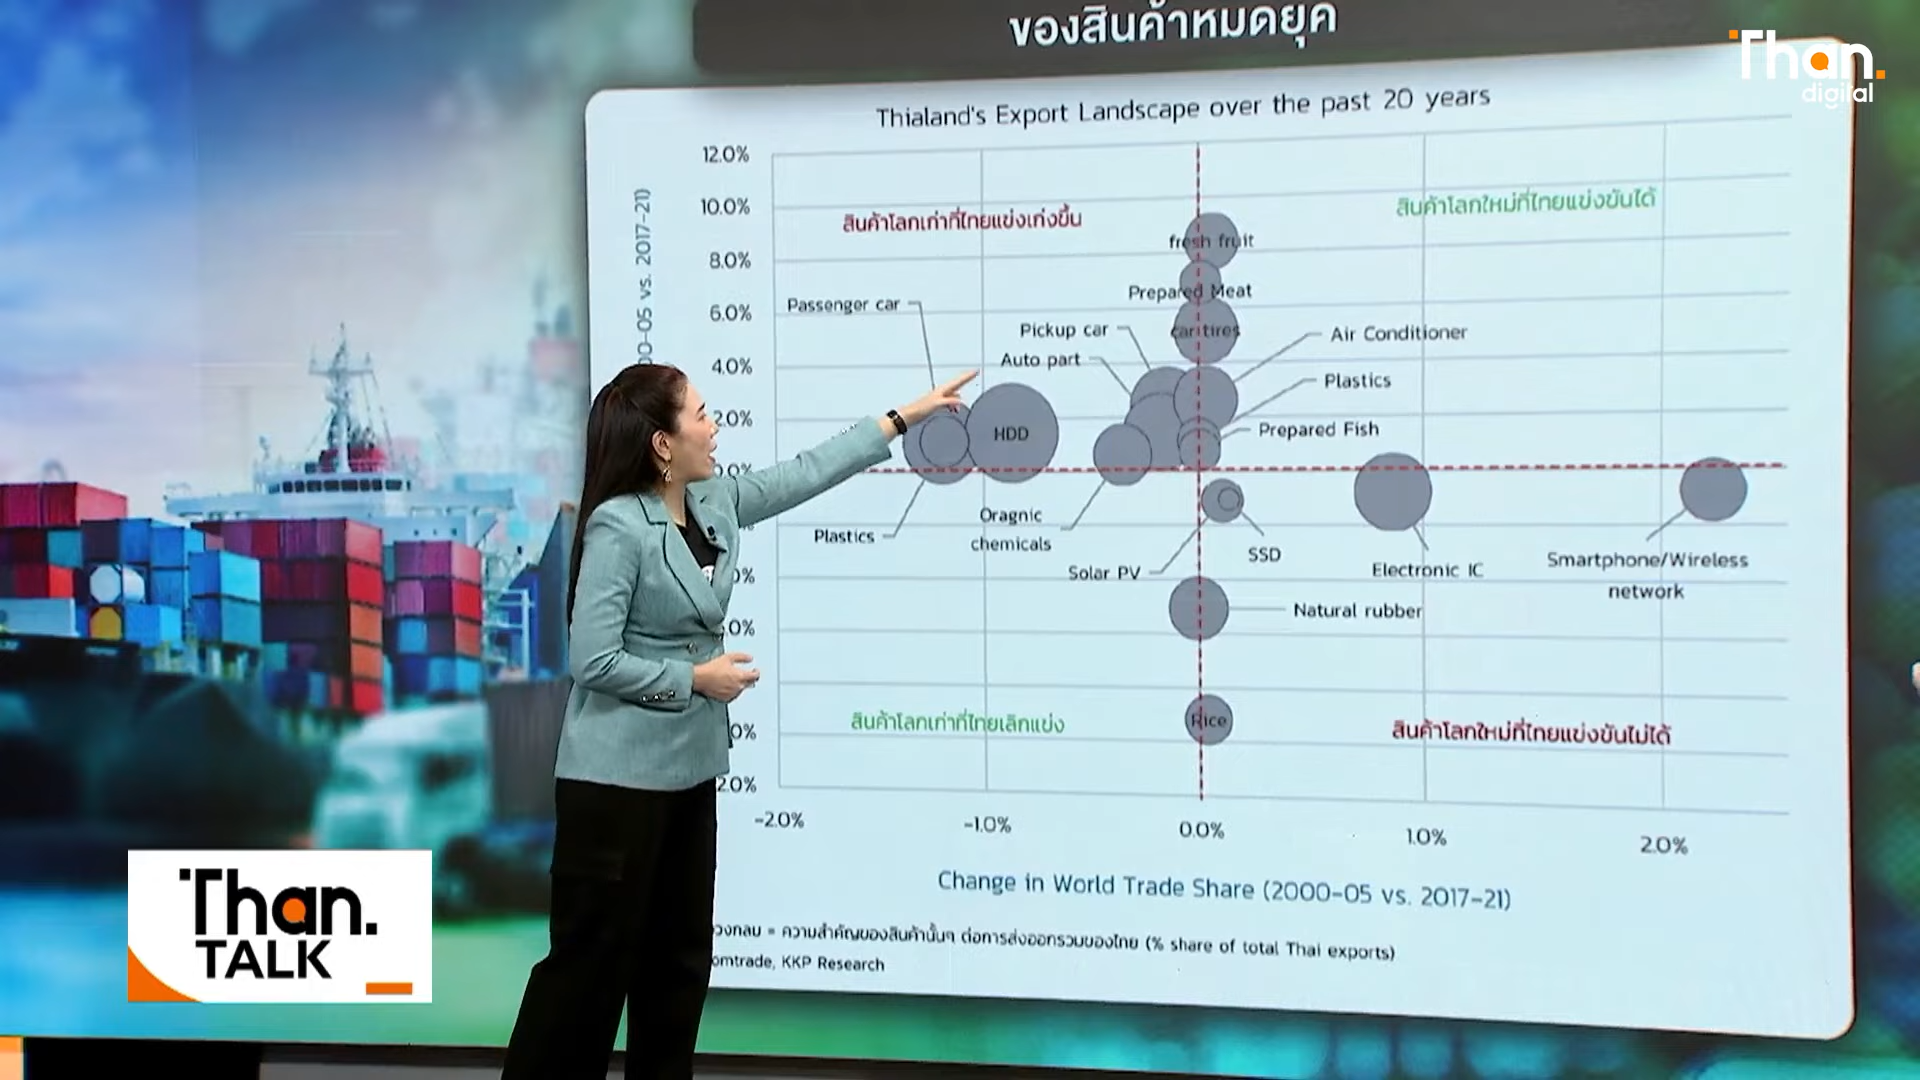 ของสินค้าหมดยุค
Than.
digital
Thialand's Export Landscape over the past 20 years
12.0%
10.0%
8.0%
6.0%
4.0%
2.0%
00-05 vs. 2017-21)
สินค้าโลกเก่าที่ไทยแข่งเก่งขึ้น
สินค้าโลกใหม่ที่ไทยแข่งขันได้
fresh fruit
Prepared Meat
car tires
Passenger car
Pickup car
Auto part
Air Conditioner
Plastics
Prepared Fish
HDD
Plastics
Oragnic
chemicals
Solar PV
SSD
Electronic IC
Smartphone/Wireless
network
Natural rubber
สินค้าโลกเก่าที่ไทยเลิกแข่ง
Rice
สินค้าโลกใหม่ที่ไทยแข่งขันไม่ได้
-2.0%
-1.0%
0.0%
1.0%
2.0%
Change in World Trade Share (2000-05 vs. 2017-21)
= ความสำคัญของสินค้านั้นๆ ต่อการส่งออกรวมของไทย (% share of total Thai exports)
omtrade, KKP Research
Than.
TALK